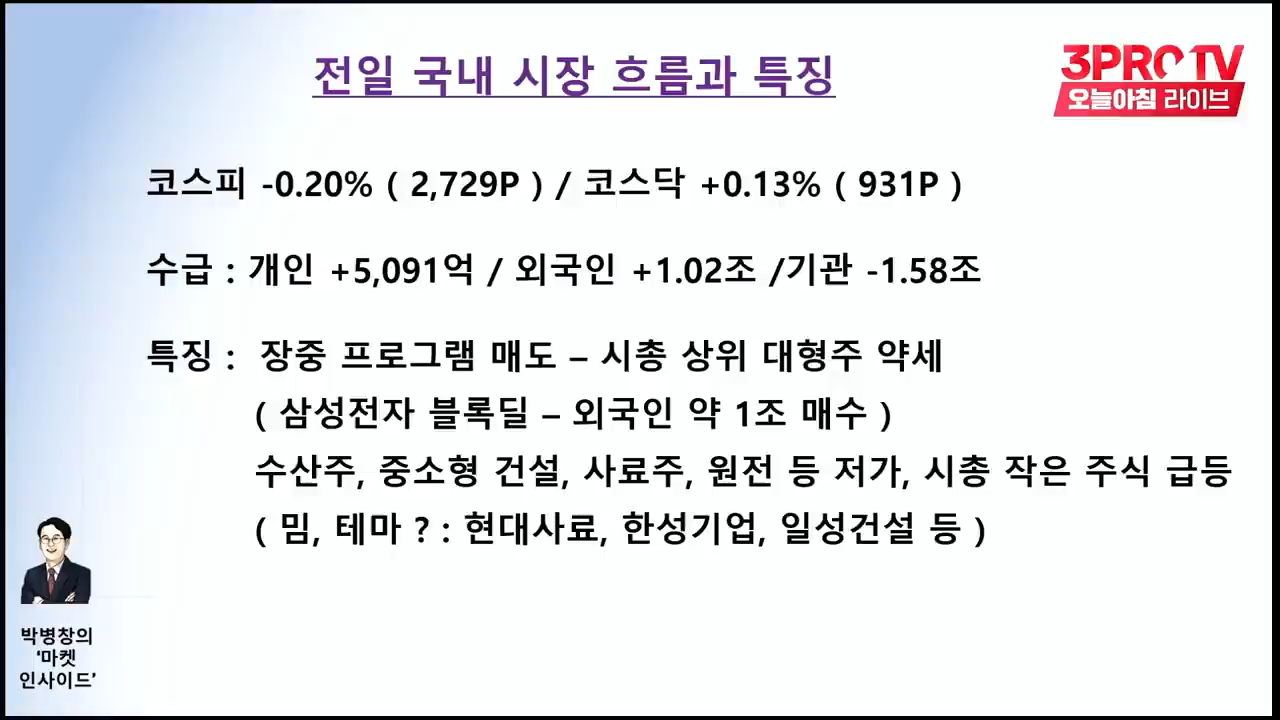 전일 국내 시장 흐름과 특징
3PRO TV
오늘아침 라이브
코스피 -0.20% ( 2,729P ) / 코스닥 +0.13% ( 931P )
수급 : 개인 +5,091억 / 외국인 +1.02조 /기관 -1.58조
특징 : 장중 프로그램 매도 – 시총 상위 대형주 약세
( 삼성전자 블록딜 – 외국인 약 1조 매수 )
수산주, 중소형 건설, 사료주, 원전 등 저가, 시총 작은 주식 급등
( 밈, 테마 ? : 현대사료, 한성기업, 일성건설 등 )
박병창의
‘마켓
인사이드’